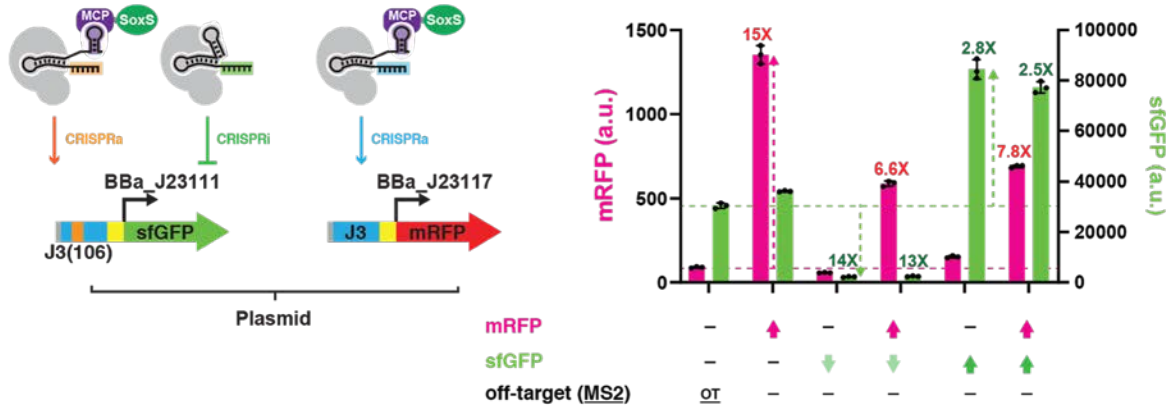 MCP
SoxS
MCP
SoxS
CRISPRa
CRISPRi
CRISPRa
BBa_J23111
BBa_J23117
sfGFP
J3
mRFP
J3(106)
Plasmid
mRFP (a.u.)
1500
1000
500
0
15X
14X
6.6X
13X
2.8X
7.8X
2.5X
100000
80000
60000
40000
20000
0
sfGFP (a.u.)
mRFP – – –
sfGFP – –
off-target (MS2) OT – – – – –